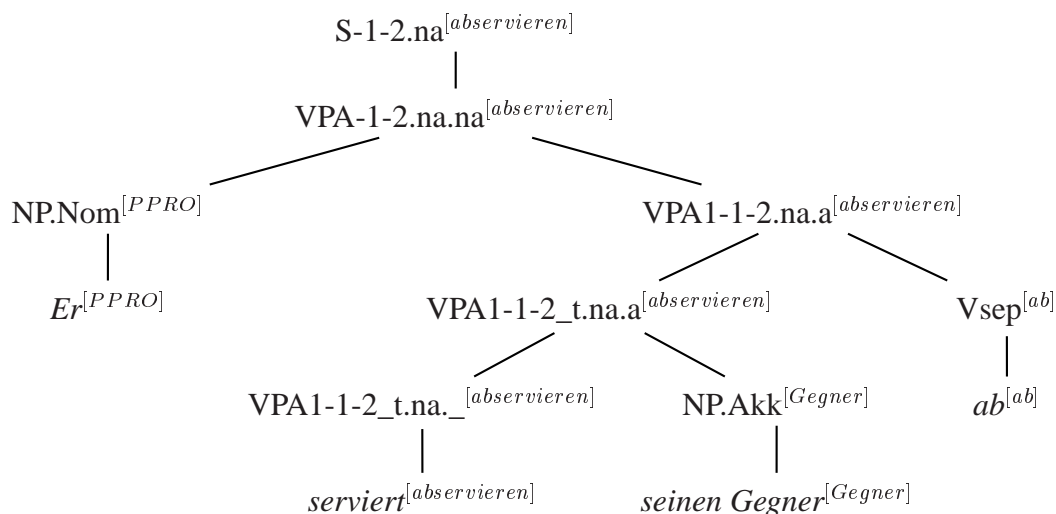 S-1-2.na[abservieren]
VPA-1-2.na.na[abservieren]
NP.Nom[PPRO] VPA1-1-2.na.a[abservieren]
Er[PPRO] VPA1-1-2_t.na.a[abservieren] Vsep[ab]
VPA1-1-2_t.na._[abservieren] NP.Akk[Gegner] ab[ab]
serviert[abservieren] seinen Gegner[Gegner]